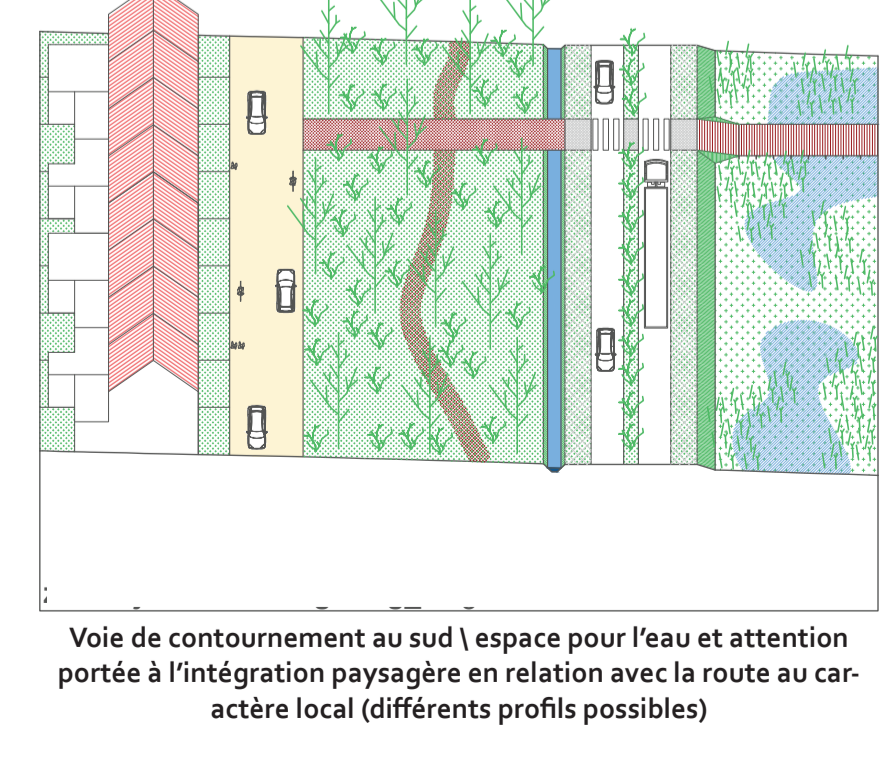 Voie de contournement au sud \ espace pour l’eau et attention
portée à l’intégration paysagère en relation avec la route au car-
actère local (différents profils possibles)